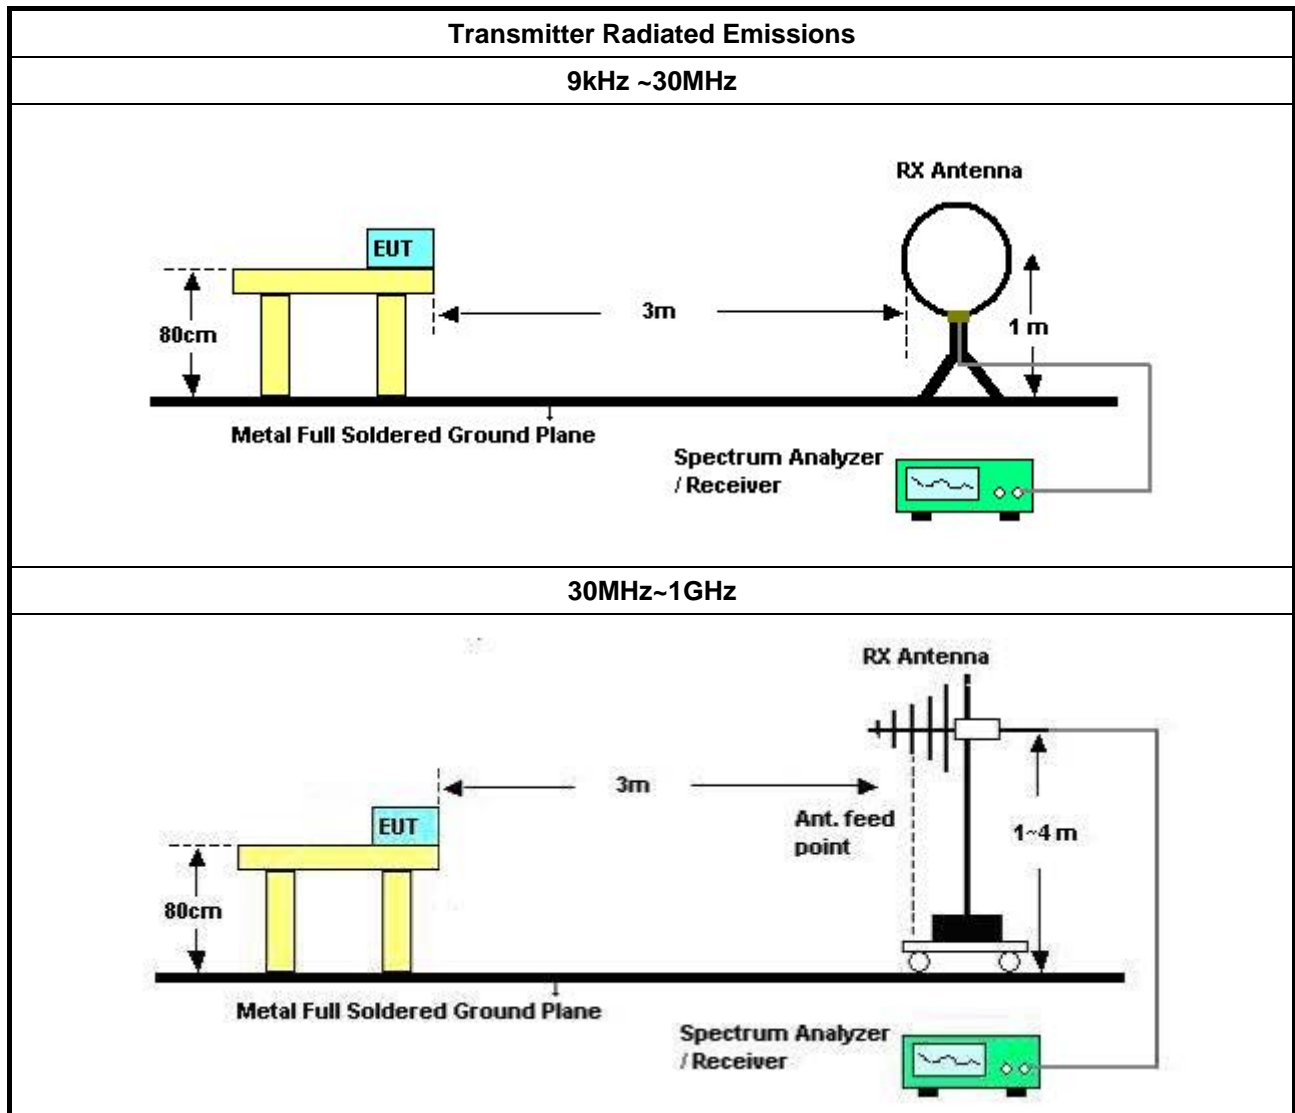 Transmitter Radiated Emissions
9kHz ~30MHz
RX Antenna
EUT
3m
80cm
1 m
Metal Full Soldered Ground Plane
Spectrum Analyzer
/ Receiver
30MHz~1GHz
RX Antenna
3m
EUT
Ant. feed
point
1~4 m
80cm
Metal Full Soldered Ground Plane
Spectrum Analyzer
/ Receiver